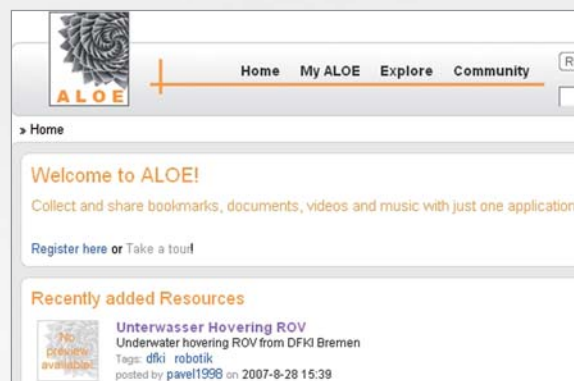 ALOE
Home My ALOE Explore Community
R
» Home
Welcome to ALOE!
Collect and share bookmarks, documents, videos and music with just one application
Register here or Take a tour!
Recently added Resources
No preview available!
Unterwasser Hovering ROV
Underwater hovering ROV from DFKI Bremen
Tags: dfki robotik
posted by pavel1998 on 2007-8-28 15:39